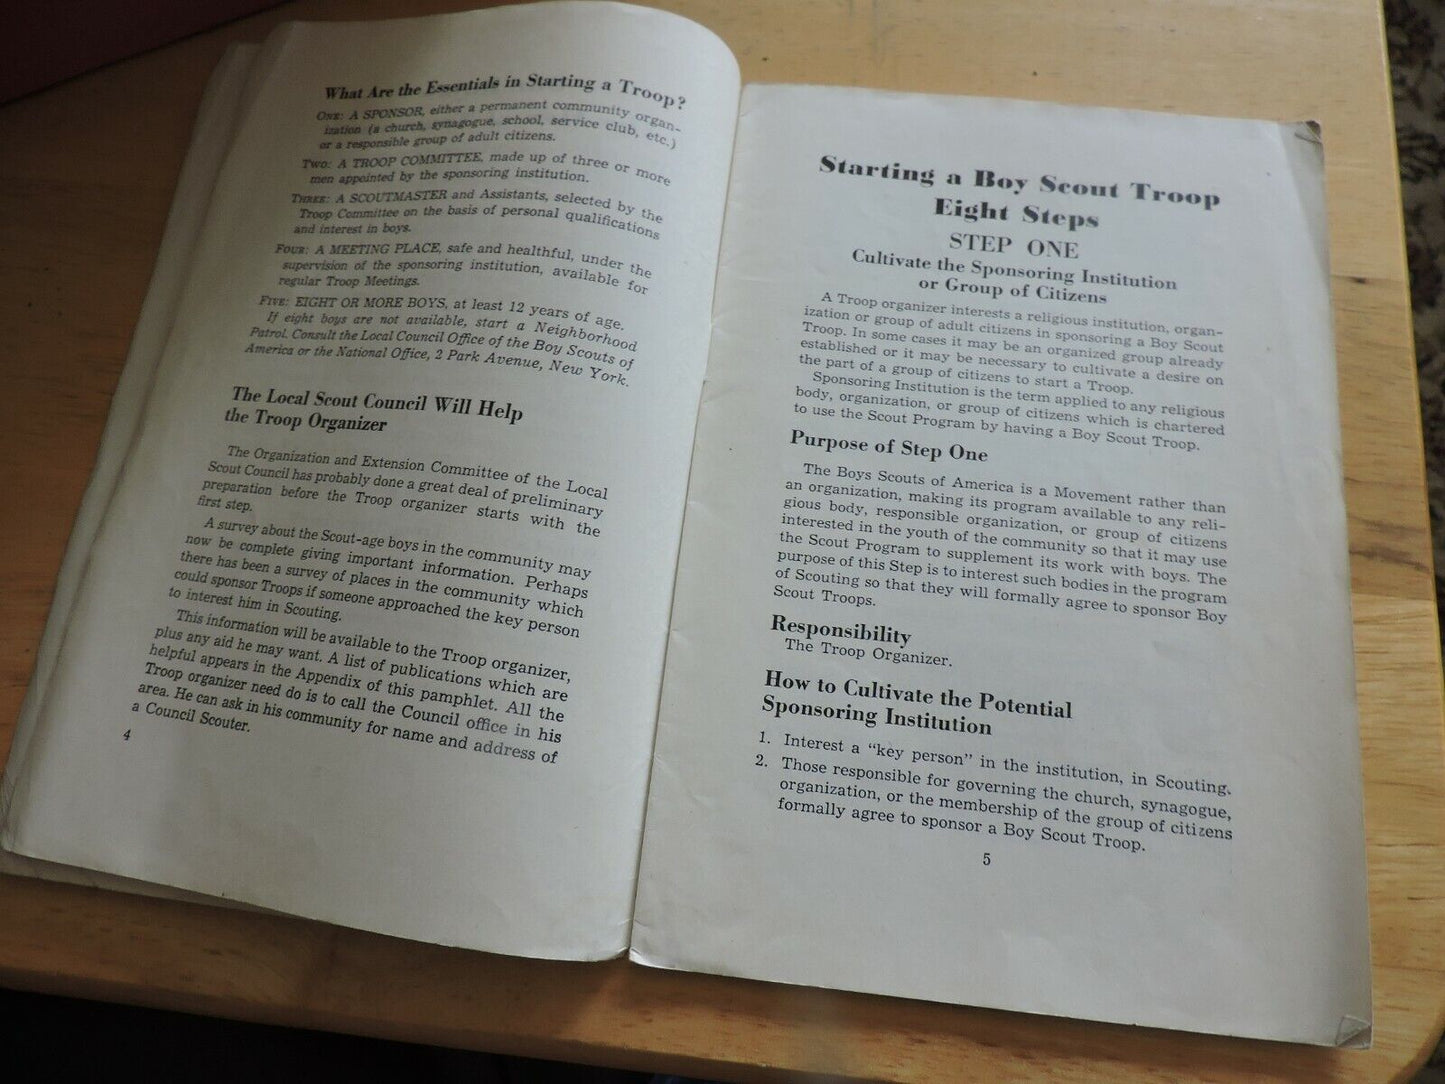 What Are the Essentials in Starting a Troop?
ONE: A SPONSOR, either a permanent community organ-
ization (a church, synagogue, school, service club, etc.)
or a responsible group of adult citizens.
TWO: A TROOP COMMITTEE, made up of three or more
men appointed by the sponsoring institution.
THREE: A SCOUTMASTER and Assistants, selected by the
Troop Committee on the basis of personal qualifications
and interest in boys.
FOUR: A MEETING PLACE, safe and healthful, under the
supervision of the sponsoring institution, available for
regular Troop Meetings.
FIVE: EIGHT OR MORE BOYS, at least 12 years of age.
If eight boys are not available, start a Neighborhood
Patrol. Consult the Local Council Office of the Boy Scouts of
America or the National Office, 2 Park Avenue, New York.
The Local Scout Council Will Help
the Troop Organizer
The Organization and Extension Committee of the Local
Scout Council has probably done a great deal of preliminary
preparation before the Troop organizer starts with the
first step.
A survey about the Scout-age boys in the community may
now be complete giving important information. Perhaps
there has been a survey of places in the community which
could sponsor Troops if someone approached the key person
to interest him in Scouting.
This information will be available to the Troop organizer,
plus any aid he may want. A list of publications which are
helpful appears in the Appendix of this pamphlet. All the
Troop organizer need do is to call the Council office in his
area. He can ask in his community for name and address of
a Council Scouter.
4
Starting a Boy Scout Troop
Eight Steps
STEP ONE
Cultivate the Sponsoring Institution
or Group of Citizens
A Troop organizer interests a religious institution, organ-
ization or group of adult citizens in sponsoring a Boy Scout
Troop. In some cases it may be an organized group already
established or it may be necessary to cultivate a desire on
the part of a group of citizens to start a Troop.
Sponsoring Institution is the term applied to any religious
body, organization, or group of citizens which is chartered
to use the Scout Program by having a Boy Scout Troop.
Purpose of Step One
The Boys Scouts of America is a Movement rather than
an organization, making its program available to any reli-
gious body, responsible organization, or group of citizens
interested in the youth of the community so that it may use
the Scout Program to supplement its work with boys. The
purpose of this Step is to interest such bodies in the program
of Scouting so that they will formally agree to sponsor Boy
Scout Troops.
Responsibility
The Troop Organizer.
How to Cultivate the Potential
Sponsoring Institution
1. Interest a "key person" in the institution, in Scouting.
2. Those responsible for governing the church, synagogue,
organization, or the membership of the group of citizens
formally agree to sponsor a Boy Scout Troop.
5